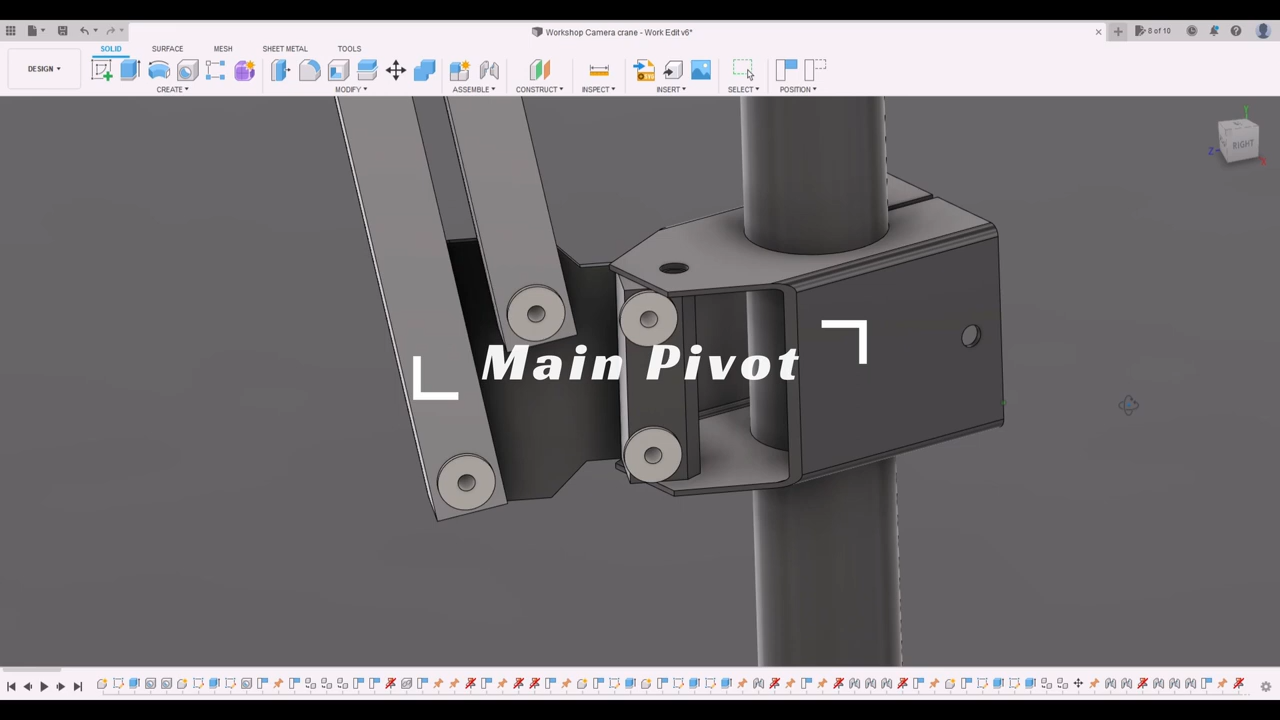 Workshop Camera crane - Work Edit v6*
8 of 10
SOLID
SURFACE
MESH
SHEET METAL
TOOLS
DESIGN
CREATE
MODIFY
ASSEMBLE
CONSTRUCT
INSPECT
INSERT
SELECT
POSITION
Y
Z
X
RIGHT
Main Pivot